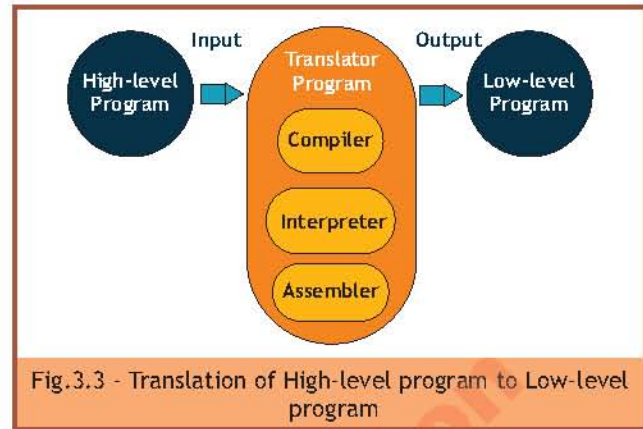 Input
Output
High-level
Program
Translator
Program
Low-level
Program
Compiler
Interpreter
Assembler
Fig.3.3 - Translation of High-level program to Low-level
program